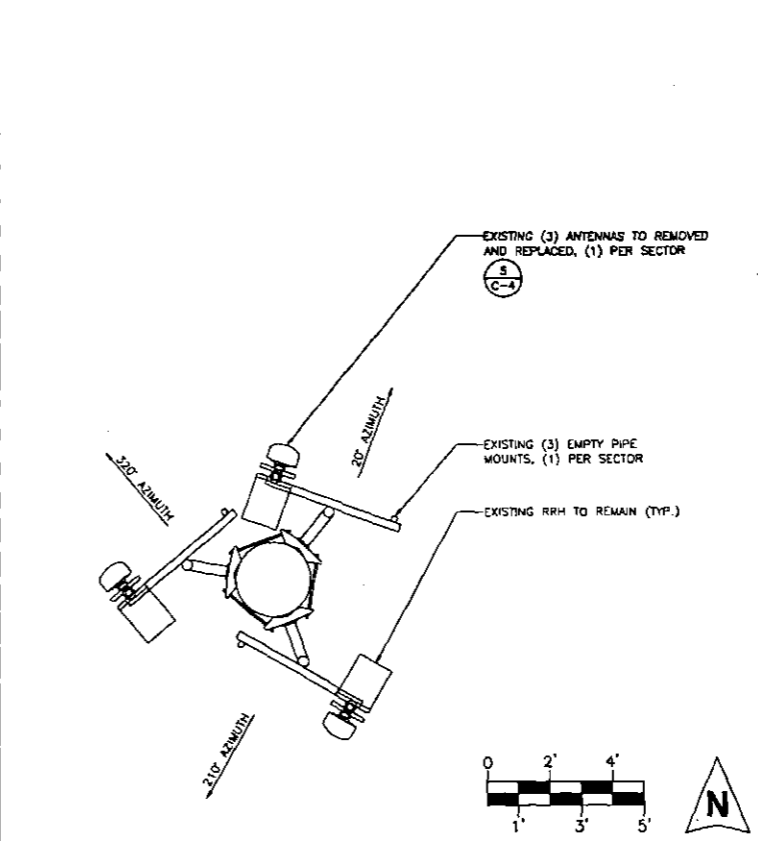 EXISTING (3) ANTENNAS TO REMOVED
AND REPLACED, (1) PER SECTOR
5
C-4
20° AZIMUTH
320° AZIMUTH
EXISTING (3) EMPTY PIPE
MOUNTS, (1) PER SECTOR
EXISTING RRH TO REMAIN (TYP.)
210° AZIMUTH
0 2' 4'
1' 3' 5'
N